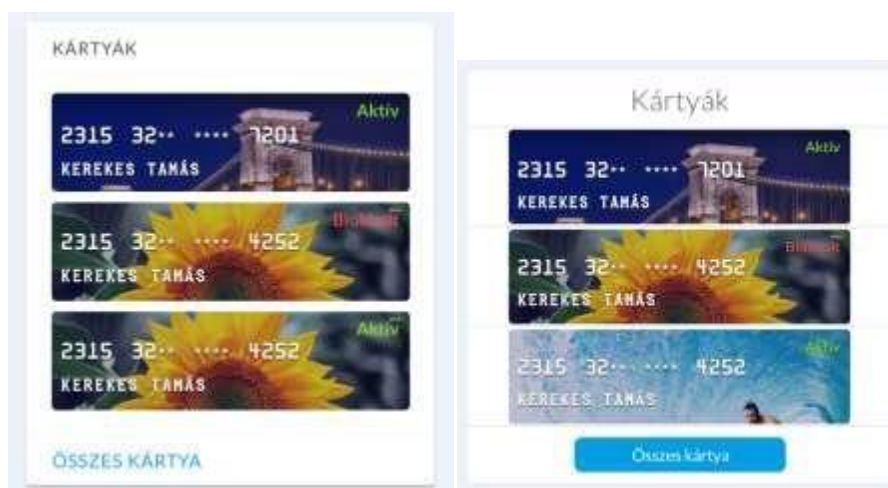 KÁRTYÁK
Aktív
2315 32•• •••• 7201
KEREKES TAMÁS
Blokkolt
2315 32•• •••• 4252
KEREKES TAMÁS
Aktív
2315 32•• •••• 4252
KEREKES TAMÁS
ÖSSZES KÁRTYA
Kártyák
Aktív
2315 32•• •••• 7201
KEREKES TAMÁS
2315 32•• •••• 4252
KEREKES TAMÁS
Aktív
2315 32•• •••• 4252
KEREKES TAMÁS
Összes kártya